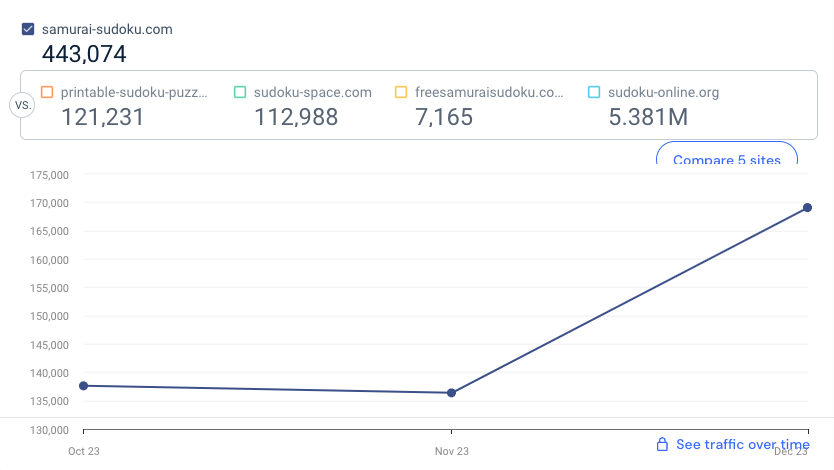 samurai-sudoku.com
443,074
VS.
printable-sudoku-puzz...
sudoku-space.com
freesamuraisudoku.co...
sudoku-online.org
121,231
112,988
7,165
5.381M
Compare 5 sites
175,000
170,000
165,000
160,000
155,000
150,000
145,000
140,000
135,000
130,000
Oct 23
Nov 23
Dec 23
See traffic over time